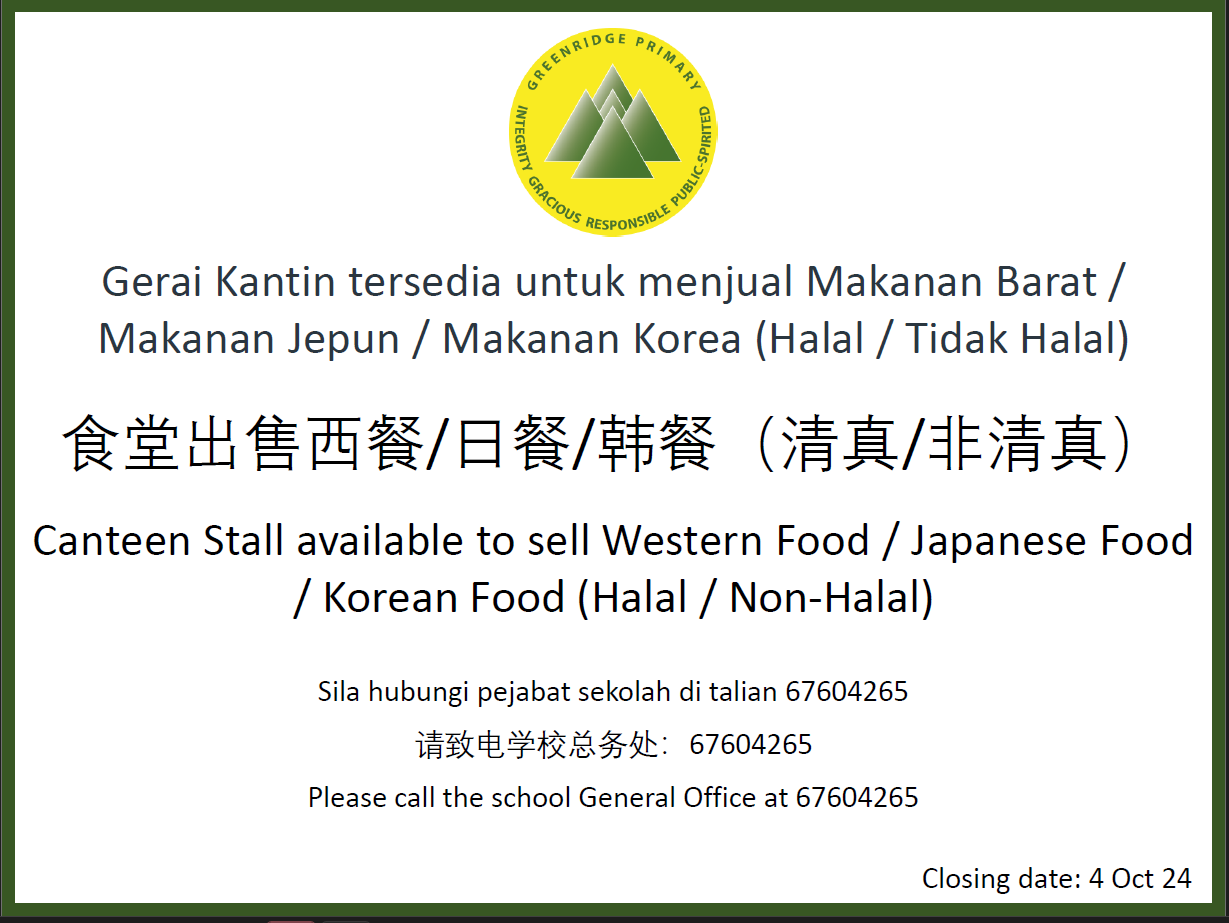 GREENRIDGE PRIMARY
INTEGRITY GRACIOUS RESPONSIBLE PUBLIC-SPIRITED
Gerai Kantin tersedia untuk menjual Makanan Barat /
Makanan Jepun / Makanan Korea (Halal / Tidak Halal)
食堂出售西餐/日餐/韩餐（清真/非清真）
Canteen Stall available to sell Western Food / Japanese Food
/ Korean Food (Halal / Non-Halal)
Sila hubungi pejabat sekolah di talian 67604265
请致电学校总务处：67604265
Please call the school General Office at 67604265
Closing date: 4 Oct 24